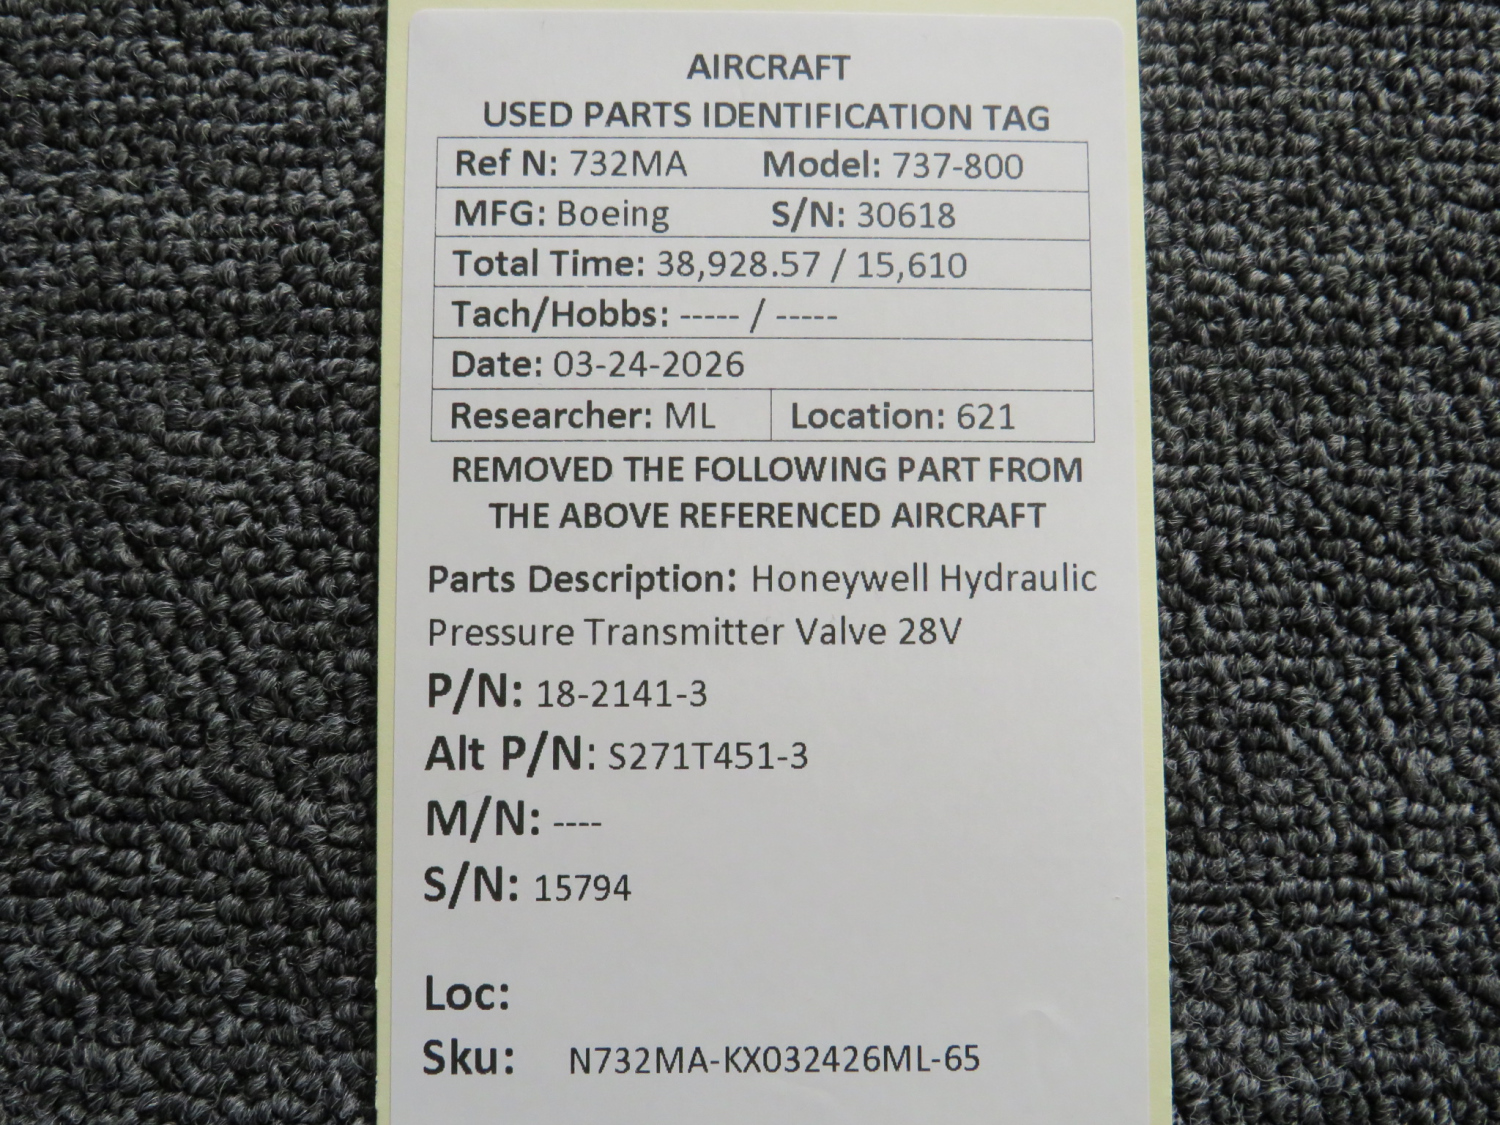 AIRCRAFT
USED PARTS IDENTIFICATION TAG
Ref N: 732MA Model: 737-800
MFG: Boeing S/N: 30618
Total Time: 38,928.57 / 15,610
Tach/Hobbs: ----- / -----
Date: 03-24-2026
Researcher: ML Location: 621
REMOVED THE FOLLOWING PART FROM
THE ABOVE REFERENCED AIRCRAFT
Parts Description: Honeywell Hydraulic
Pressure Transmitter Valve 28V
P/N: 18-2141-3
Alt P/N: S271T451-3
M/N: ----
S/N: 15794
Loc:
Sku: N732MA-KX032426ML-65